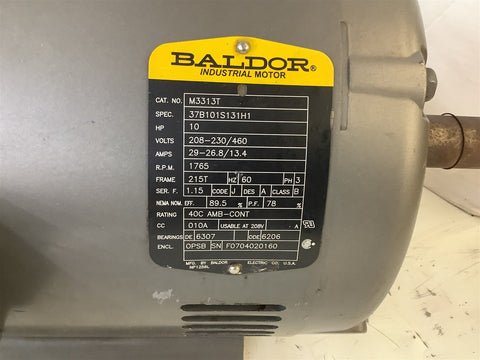 BALDOR®
INDUSTRIAL MOTOR
CAT. NO. M3313T
SPEC. 37B101S131H1
HP 10
VOLTS 208-230/460
AMPS 29-26.8/13.4
R.P.M. 1765
FRAME 215T HZ 60 PH 3
SER. F. 1.15 CODE J DES A CLASS B
NEMA NOM. EFF. 89.5 % P.F. 78 %
RATING 40C AMB-CONT
CC 010A USABLE AT 208V A
BEARINGS DE 6307 ODE 6206
ENCL. OPSB SN F0704020160
MFG. BY BALDOR ELECTRIC CO. U.S.A.